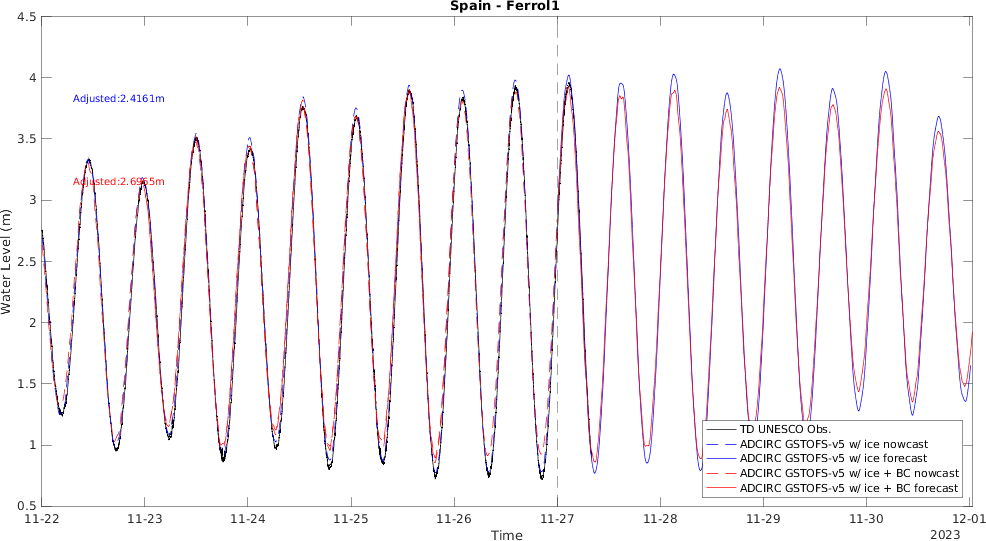 Spain - Ferrol1
4.5
4
3.5
3
2.5
2
1.5
1
0.5
Water Level (m)
Adjusted:2.4161m
Adjusted:2.6965m
TD UNESCO Obs.
ADCIRC GSTOFS-v5 w/ ice nowcast
ADCIRC GSTOFS-v5 w/ ice forecast
ADCIRC GSTOFS-v5 w/ ice + BC nowcast
ADCIRC GSTOFS-v5 w/ ice + BC forecast
11-22 11-23 11-24 11-25 11-26 11-27 11-28 11-29 11-30 12-01
Time
2023